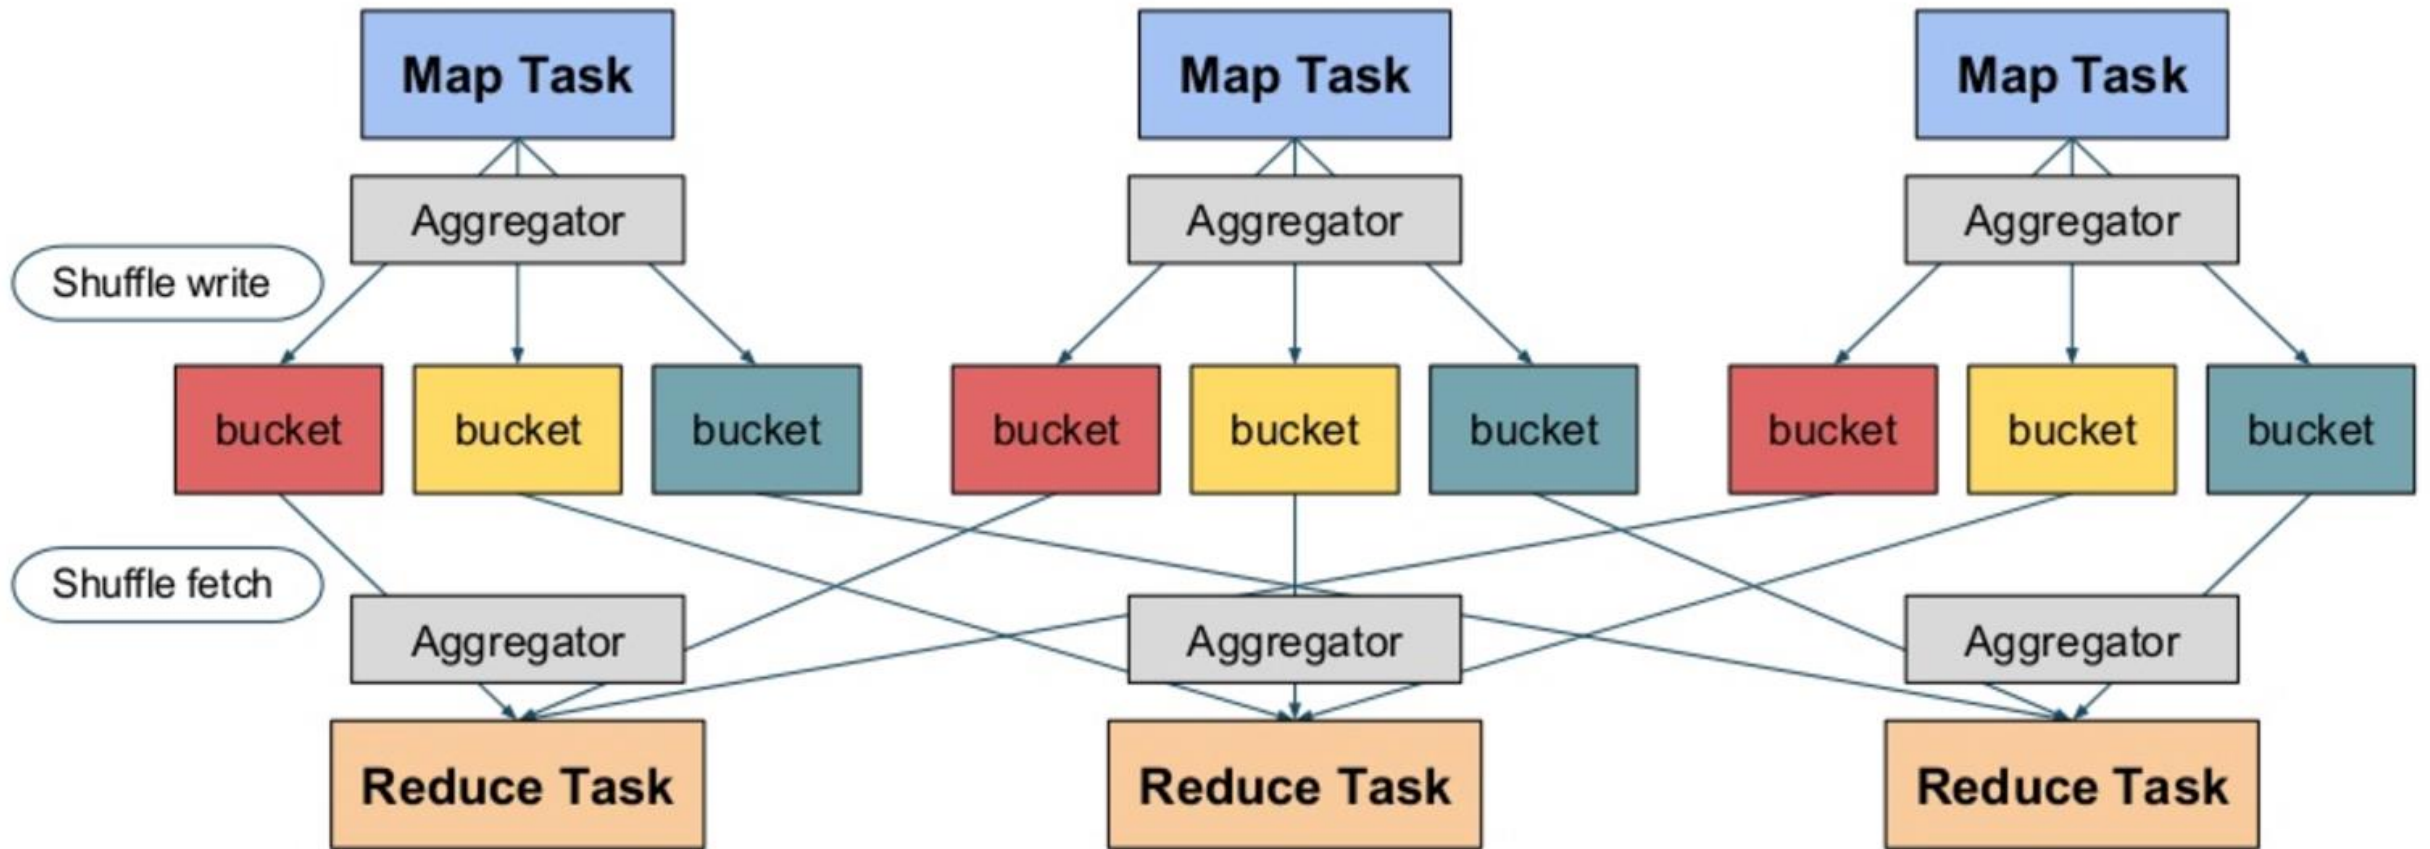 Map Task
Map Task
Map Task
Aggregator
Aggregator
Aggregator
Shuffle write
bucket
bucket
bucket
bucket
bucket
bucket
bucket
bucket
bucket
Shuffle fetch
Aggregator
Aggregator
Aggregator
Reduce Task
Reduce Task
Reduce Task